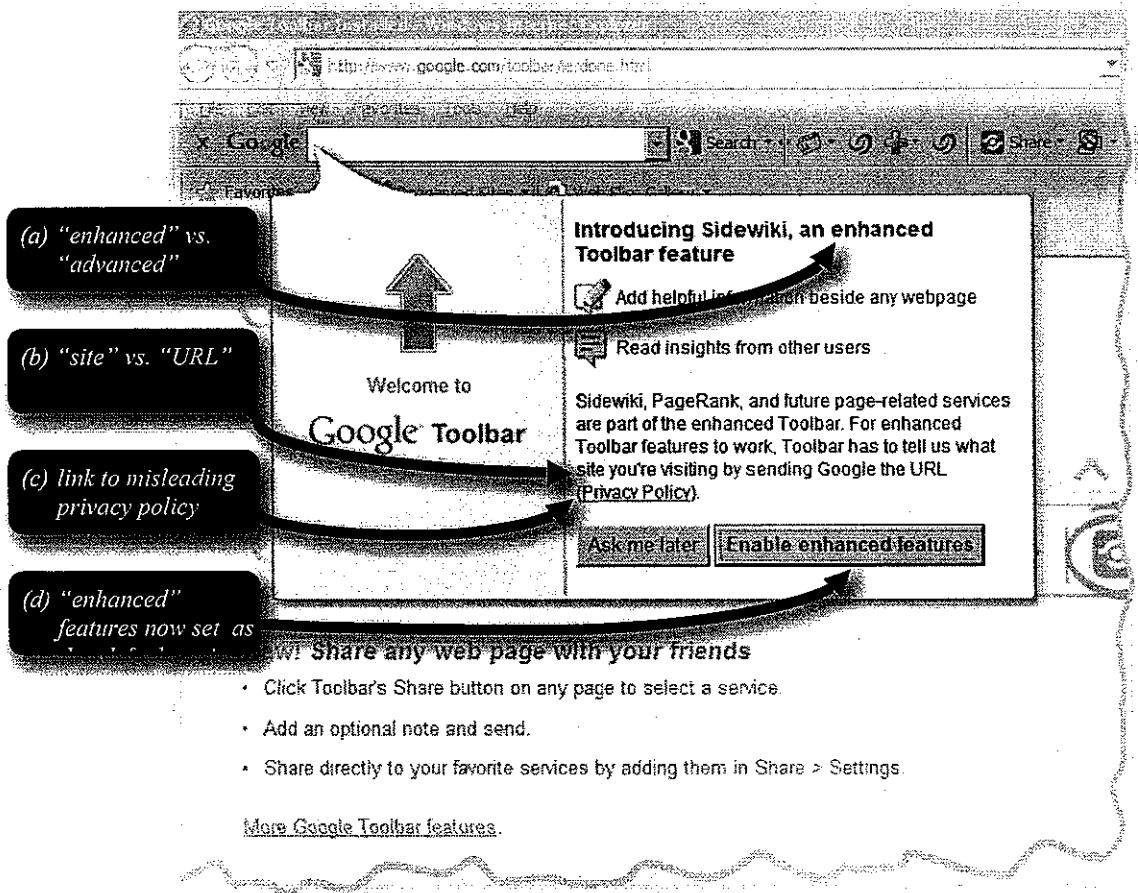 http://www.google.com/toolbar/ie/done.html
Favorites Tools Help
x Google Search Share
Favorites
(a) "enhanced" vs.
"advanced"
(b) "site" vs. "URL"
(c) link to misleading
privacy policy
(d) "enhanced"
features now set as
Welcome to
Google Toolbar
Introducing Sidewiki, an enhanced
Toolbar feature
Add helpful information beside any webpage
Read insights from other users
Sidewiki, PageRank, and future page-related services
are part of the enhanced Toolbar. For enhanced
Toolbar features to work, Toolbar has to tell us what
site you're visiting by sending Google the URL
(Privacy Policy).
Ask me later Enable enhanced features
Share any web page with your friends
• Click Toolbar's Share button on any page to select a service.
• Add an optional note and send.
• Share directly to your favorite services by adding them in Share > Settings.
More Google Toolbar features.